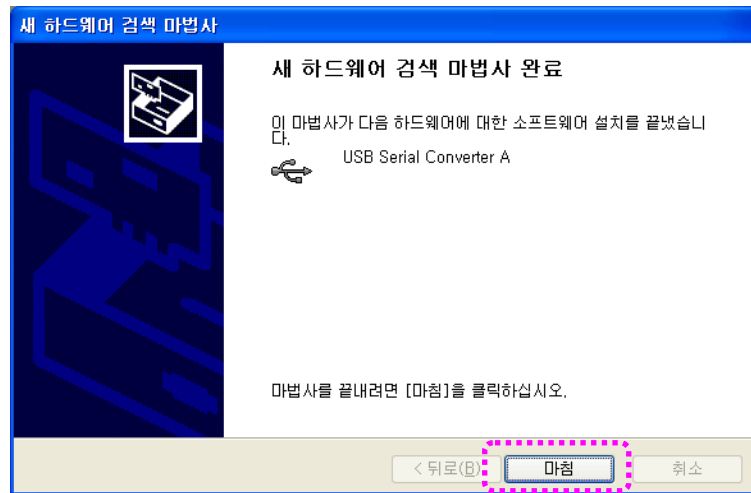 새 하드웨어 검색 마법사
새 하드웨어 검색 마법사 완료
이 마법사가 다음 하드웨어에 대한 소프트웨어 설치를 끝냈습니
다.
USB Serial Converter A
마법사를 끝내려면 [마침]을 클릭하십시오.
< 뒤로(B) 마침 취소